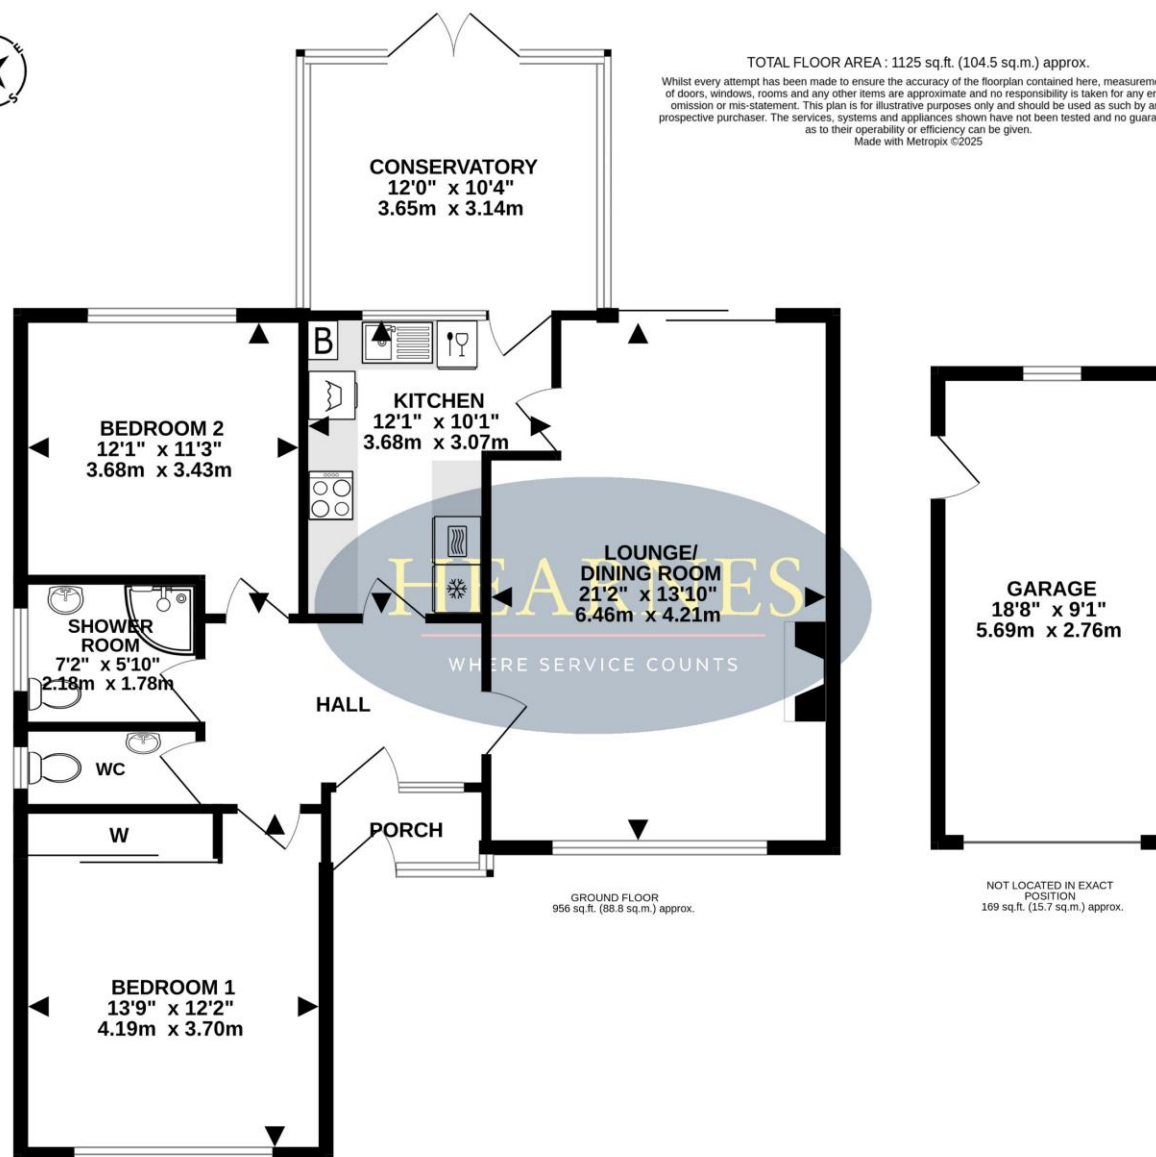 E
S
TOTAL FLOOR AREA : 1125 sq.ft. (104.5 sq.m.) approx.
Whilst every attempt has been made to ensure the accuracy of the floorplan contained here,
of doors, windows, rooms and any other items are approximate and no responsibility is taken for any
omission or mis-statement. This plan is for illustrative purposes only and should be used as such by
prospective purchaser. The services, systems and appliances shown have not been tested and no
as to their operability or efficiency can be given.
Made with Metropix ©2025
CONSERVATORY
12'0" x 10'4"
3.65m x 3.14m
B
KITCHEN
12'1" x 10'1"
3.68m x 3.07m
BEDROOM 2
12'1" x 11'3"
3.68m x 3.43m
LOUNGE/
DINING ROOM
21'2" x 13'10"
6.46m x 4.21m
HEARNES
WHERE SERVICE COUNTS
GARAGE
18'8" x 9'1"
5.69m x 2.76m
SHOWER
ROOM
7'2" x 5'10"
2.18m x 1.78m
HALL
WC
W
PORCH
GROUND FLOOR
956 sq.ft. (88.8 sq.m.) approx.
NOT LOCATED IN EXACT
POSITION
169 sq.ft. (15.7 sq.m.) approx.
BEDROOM 1
13'9" x 12'2"
4.19m x 3.70m